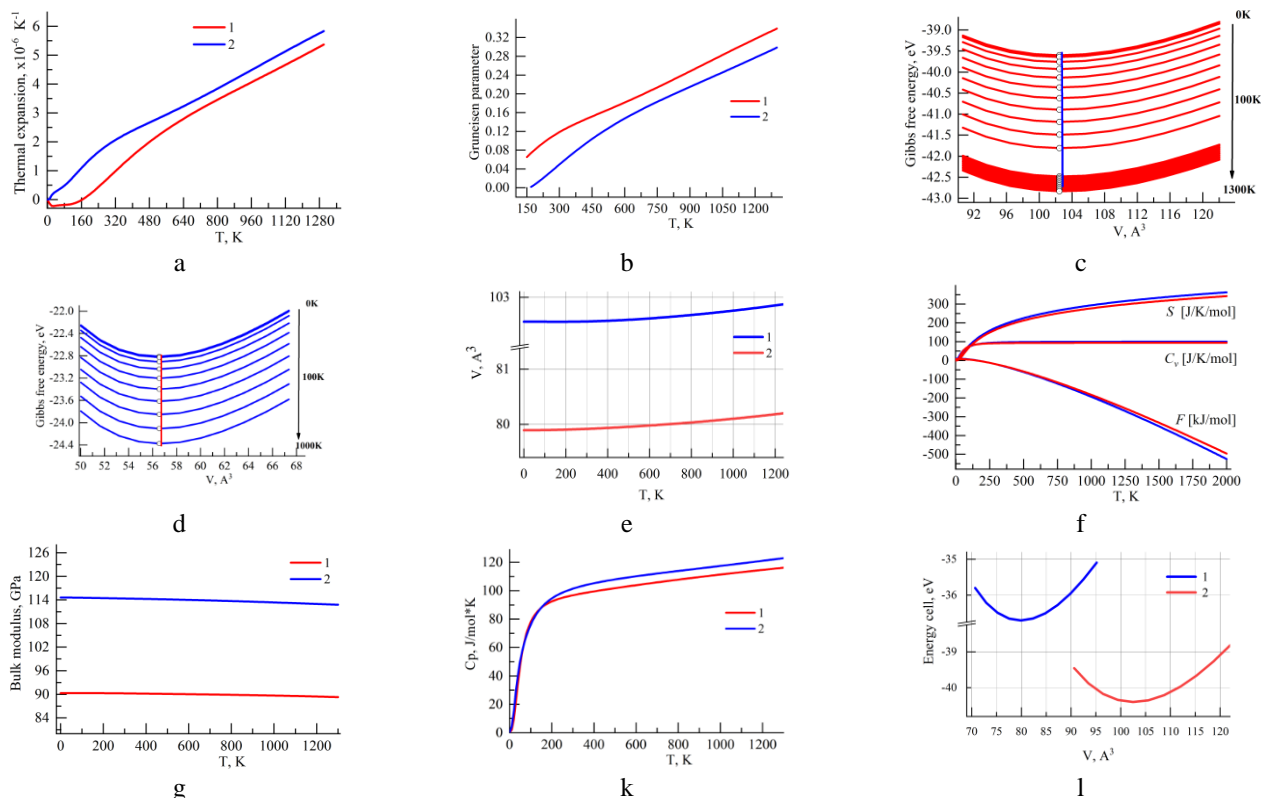 Thermal expansion, ×10⁻⁶ K⁻¹
6
5
4
3
2
1
0
-1
1
2
0 160 320 480 640 800 960 1120 1280
T, K
a
Gruneisen parameter
0.32
0.28
0.24
0.20
0.16
0.12
0.08
0.04
0.00
1
2
150 300 450 600 750 900 1050 1200
T, K
b
Gibbs free energy, eV
-39.0
-39.5
-40.0
-40.5
-41.0
-41.5
-42.0
-42.5
-43.0
0K
100K
1300K
92 96 100 104 108 112 116 120
V, A³
c
Gibbs free energy, eV
-22.0
-22.4
-22.8
-23.2
-23.6
-24.0
-24.4
0K
100K
1000K
50 52 54 56 58 60 62 64 66 68
V, A³
d
V, A³
103
81
80
1
2
0 200 400 600 800 1000 1200
T, K
e
300
200
100
0
-100
-200
-300
-400
-500
S [J/K/mol]
Cᵥ [J/K/mol]
F [kJ/mol]
0 250 500 750 1000 1250 1500 1750 2000
T, K
f
Bulk modulus, GPa
126
120
114
108
102
96
90
84
1
2
0 200 400 600 800 1000 1200
T, K
g
Cp, J/mol*K
120
100
80
60
40
20
0
1
2
0 200 400 600 800 1000 1200
T, K
k
Energy cell, eV
-35
-36
-39
-40
1
2
70 75 80 85 90 95 100 105 110 115 120
V, A³
l